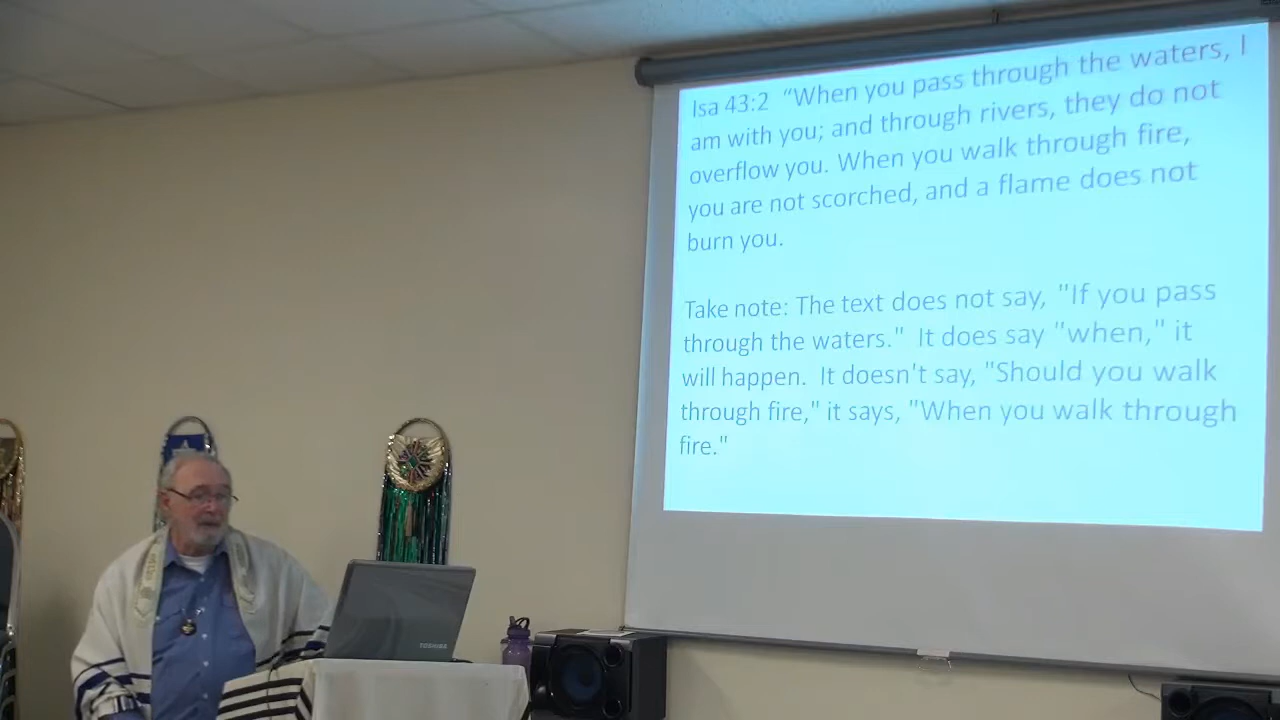 Isa 43:2  “When you pass through the waters, I
am with you; and through rivers, they do not
overflow you. When you walk through fire,
you are not scorched, and a flame does not
burn you.
Take note: The text does not say, "If you pass
through the waters."  It does say "when," it
will happen.  It doesn't say, "Should you walk
through fire," it says, "When you walk through
fire."
TOSHIBA